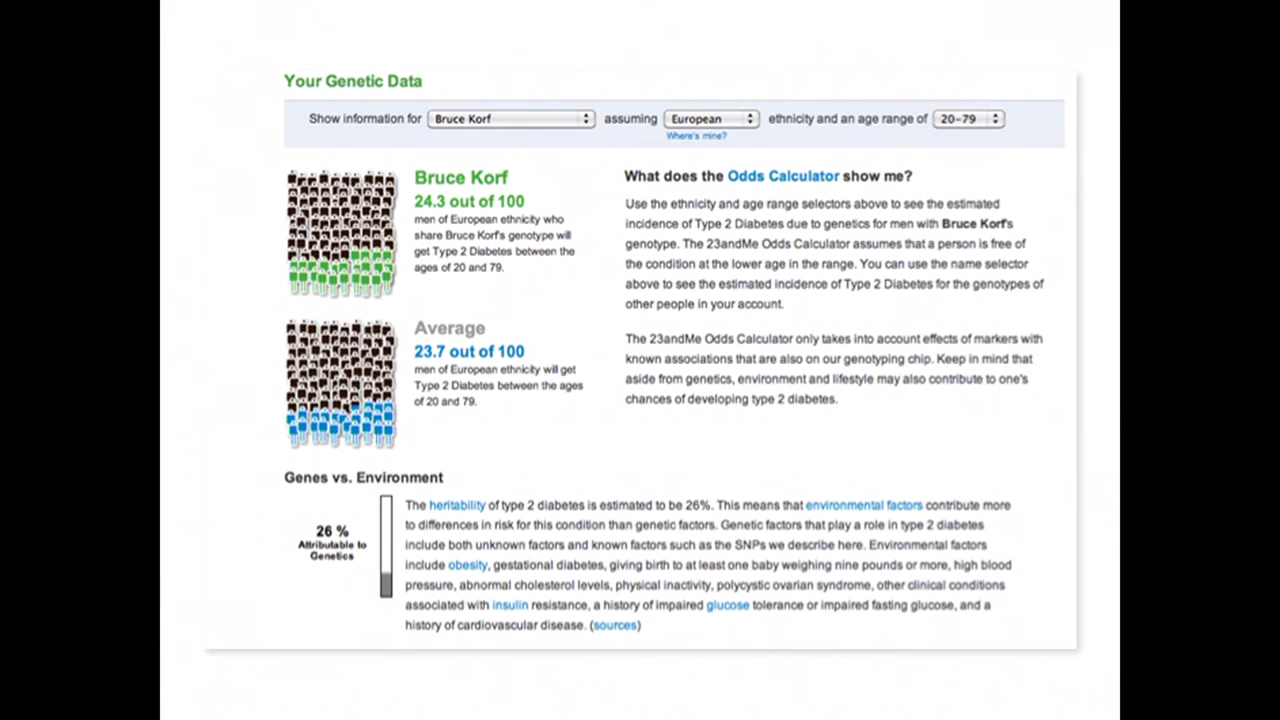 Your Genetic Data
Show information for Bruce Korf assuming European ethnicity and an age range of 20-79
Where's mine?
Bruce Korf
24.3 out of 100
men of European ethnicity who
share Bruce Korf's genotype will
get Type 2 Diabetes between the
ages of 20 and 79.
Average
23.7 out of 100
men of European ethnicity will get
Type 2 Diabetes between the ages
of 20 and 79.
What does the Odds Calculator show me?
Use the ethnicity and age range selectors above to see the estimated
incidence of Type 2 Diabetes due to genetics for men with Bruce Korf's
genotype. The 23andMe Odds Calculator assumes that a person is free of
the condition at the lower age in the range. You can use the name selector
above to see the estimated incidence of Type 2 Diabetes for the genotypes of
other people in your account.
The 23andMe Odds Calculator only takes into account effects of markers with
known associations that are also on our genotyping chip. Keep in mind that
aside from genetics, environment and lifestyle may also contribute to one's
chances of developing type 2 diabetes.
Genes vs. Environment
26 %
Attributable to
Genetics
The heritability of type 2 diabetes is estimated to be 26%. This means that environmental factors contribute more
to differences in risk for this condition than genetic factors. Genetic factors that play a role in type 2 diabetes
include both unknown factors and known factors such as the SNPs we describe here. Environmental factors
include obesity, gestational diabetes, giving birth to at least one baby weighing nine pounds or more, high blood
pressure, abnormal cholesterol levels, physical inactivity, polycystic ovarian syndrome, other clinical conditions
associated with insulin resistance, a history of impaired glucose tolerance or impaired fasting glucose, and a
history of cardiovascular disease. (sources)